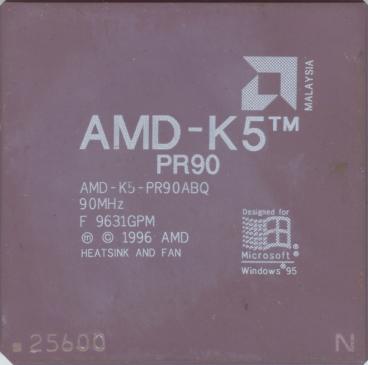 MALAYSIA
AMD-K5™
PR90
AMD-K5-PR90ABQ
90MHz
F 9631GPM
Ⓜ © 1996 AMD
HEATSINK AND FAN
Designed for
Microsoft®
Windows®95
25600
N